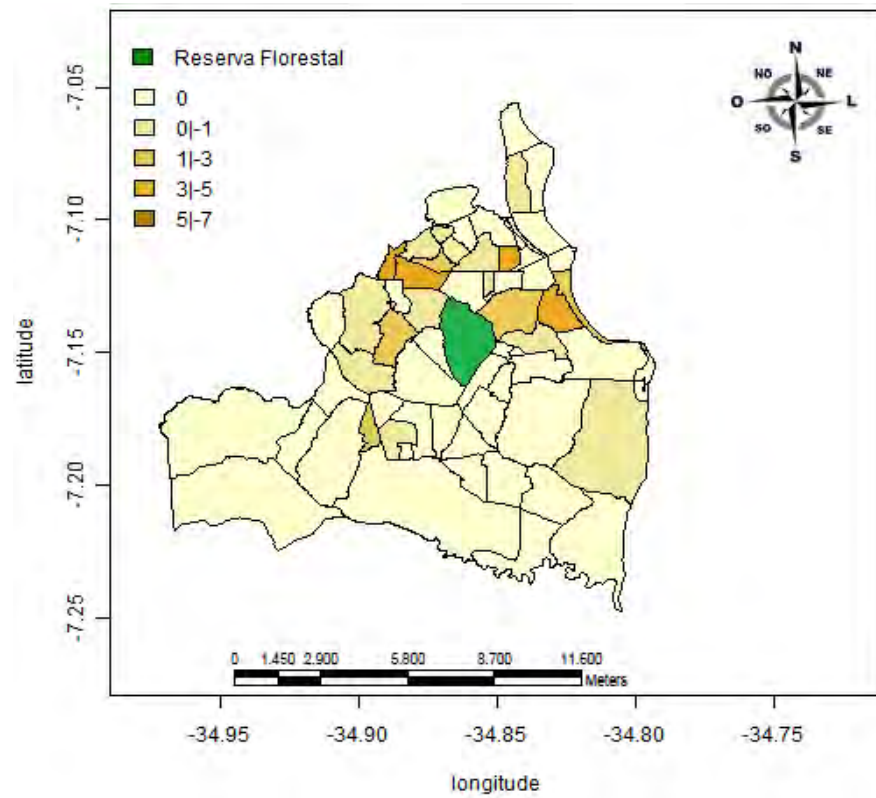 Reserva Florestal
0
0|-1
1|-3
3|-5
5|-7
N
NO
NE
O
L
SO
SE
S
latitude
-7.05
-7.10
-7.15
-7.20
-7.25
0 1.450 2.900 5.800 8.700 11.600
Meters
-34.95 -34.90 -34.85 -34.80 -34.75
longitude